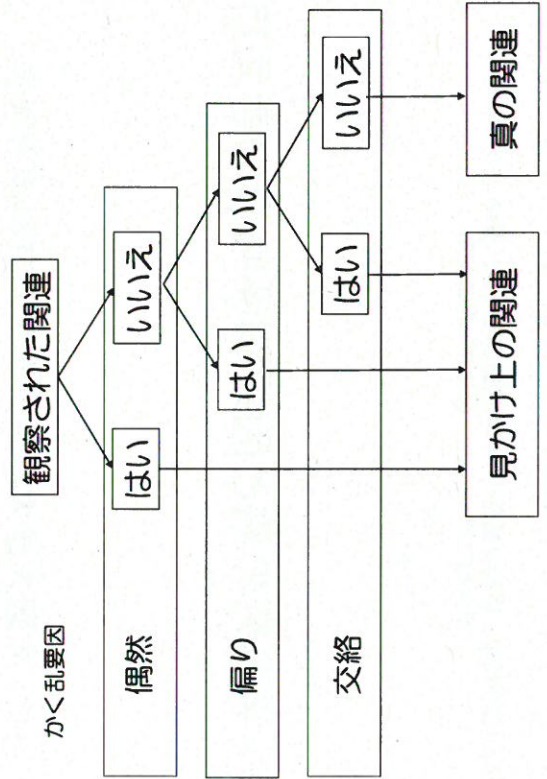 観察された関連
かく乱要因
偶然
はい
いいえ
偏り
はい
いいえ
交絡
はい
いいえ
見かけ上の関連
真の関連